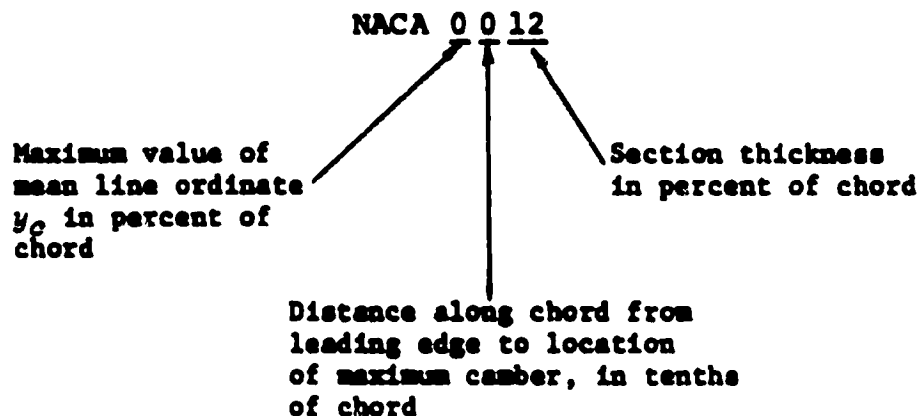 NACA 0 0 12
Maximum value of
mean line ordinate
y_c in percent of
chord
Section thickness
in percent of chord
Distance along chord from
leading edge to location
of maximum camber, in tenths
of chord